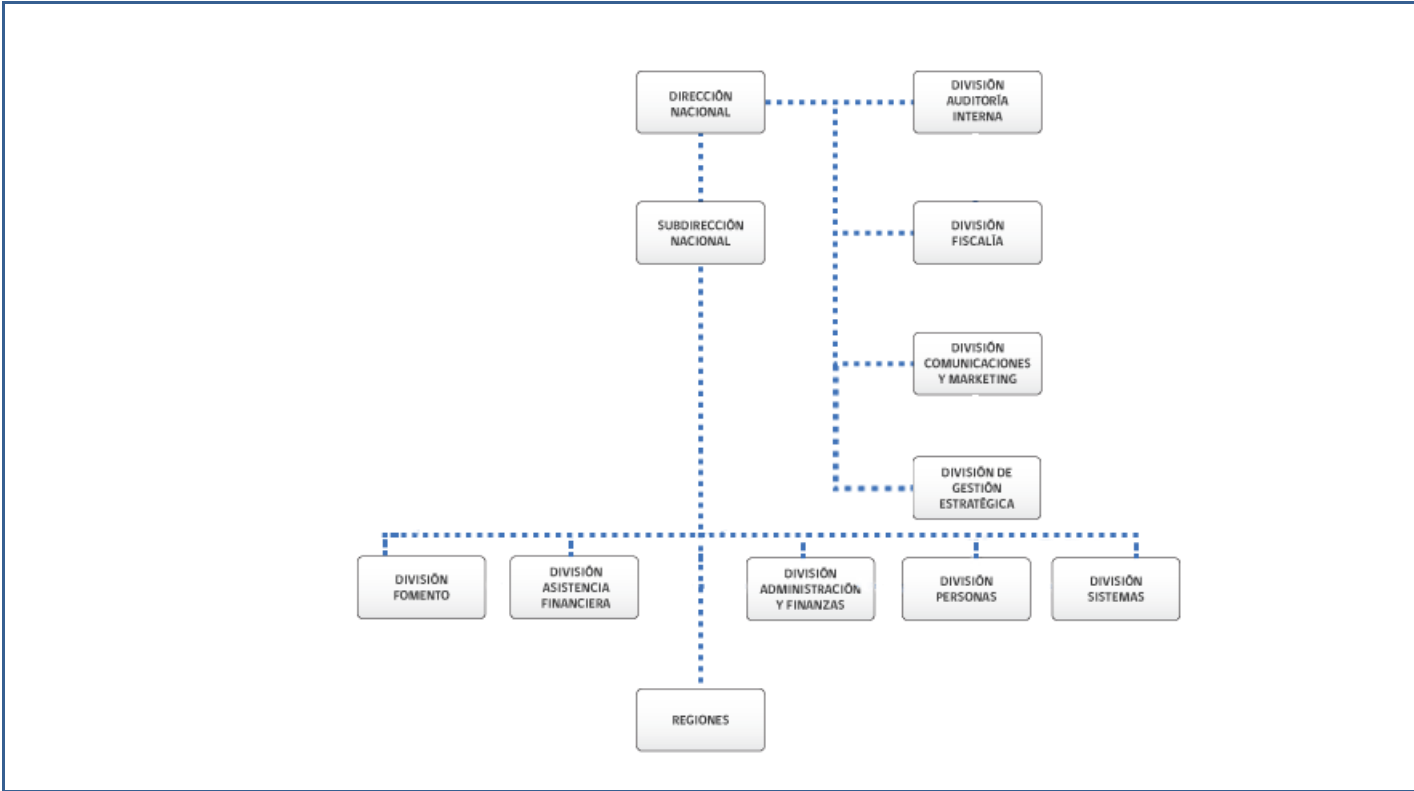 DIRECCIÓN
NACIONAL
DIVISIÓN
AUDITORÍA
INTERNA
SUBDIRECCIÓN
NACIONAL
DIVISIÓN
FISCALÍA
DIVISIÓN
COMUNICACIONES
Y MARKETING
DIVISIÓN DE
GESTIÓN
ESTRATÉGICA
DIVISIÓN
FOMENTO
DIVISIÓN
ASISTENCIA
FINANCIERA
DIVISIÓN
ADMINISTRACIÓN
Y FINANZAS
DIVISIÓN
PERSONAS
DIVISIÓN
SISTEMAS
REGIONES